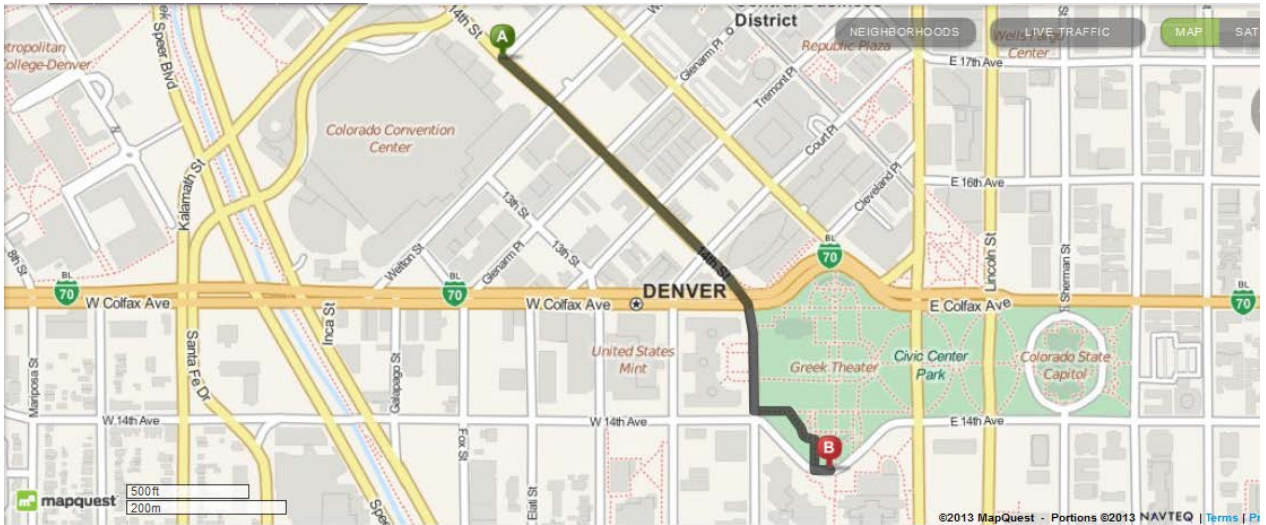 14th St
A
District
NEIGHBORHOODS
LIVE TRAFFIC
MAP
SAT
Speer Blvd
College-Denver
Republic Plaza
Center
E 17th Ave
Glenarm Pl
Tremont Pl
Colorado Convention
Center
Court Pl
Kalamath St
E 16th Ave
13th St
Cleveland Pl
8th St
Welton St
Glenarm Pl
13th St
14th St
Lincoln St
Sherman St
BL
70
BL
70
BL
70
BL
70
W Colfax Ave
W Colfax Ave
DENVER
E Colfax Ave
Inca St
Santa Fe Dr
Mariposa St
Galapago St
United States
Mint
Greek Theater
Civic Center
Park
Colorado State
Capitol
W 14th Ave
W 14th Ave
E 14th Ave
Fox St
B
Elati St
mapquest
500ft
200m
©2013 MapQuest - Portions ©2013 NAVTEQ | Terms |